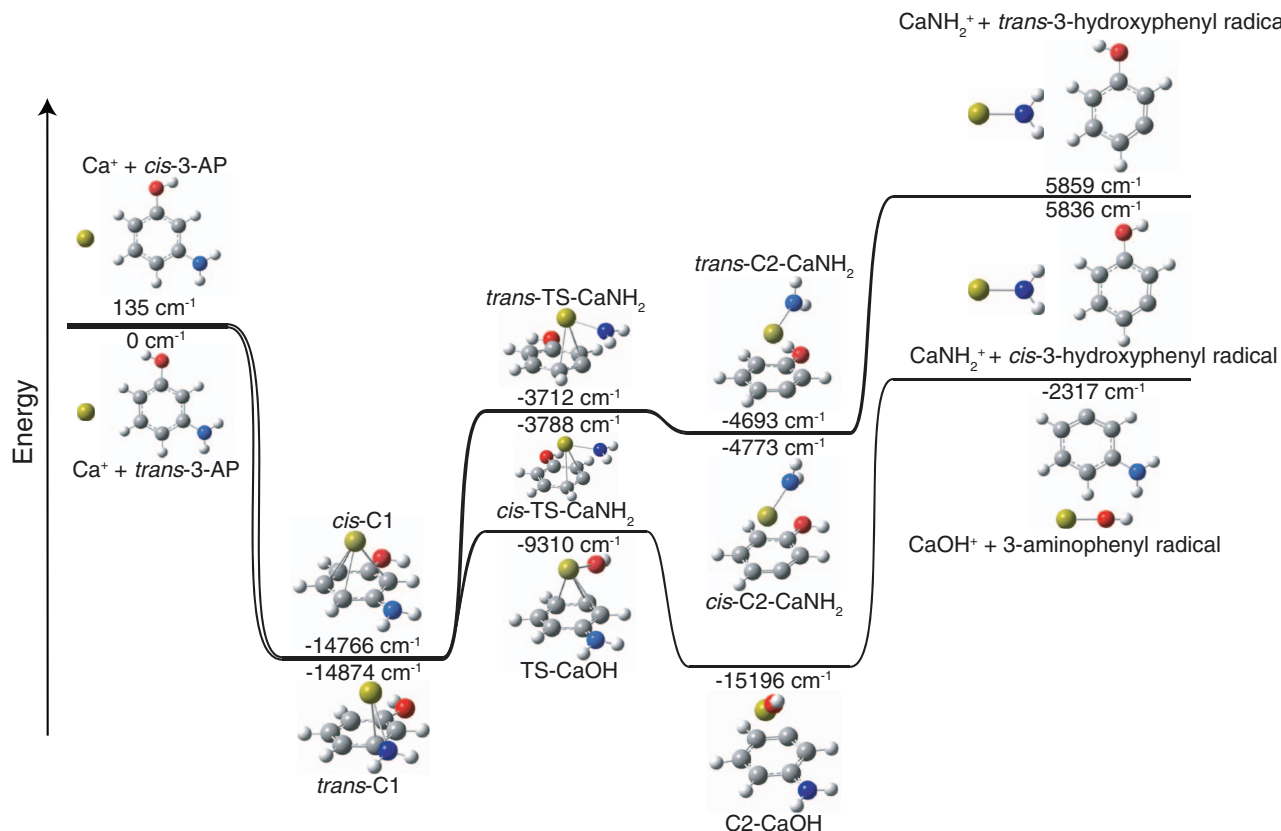 CaNH₂⁺ + trans-3-hydroxyphenyl radica
Ca⁺ + cis-3-AP
135 cm⁻¹
0 cm⁻¹
Ca⁺ + trans-3-AP
Energy
cis-C1
-14766 cm⁻¹
-14874 cm⁻¹
trans-C1
trans-TS-CaNH₂
-3712 cm⁻¹
-3788 cm⁻¹
cis-TS-CaNH₂
-9310 cm⁻¹
TS-CaOH
trans-C2-CaNH₂
-4693 cm⁻¹
-4773 cm⁻¹
cis-C2-CaNH₂
-15196 cm⁻¹
C2-CaOH
5859 cm⁻¹
5836 cm⁻¹
CaNH₂⁺ + cis-3-hydroxyphenyl radical
-2317 cm⁻¹
CaOH⁺ + 3-aminophenyl radical